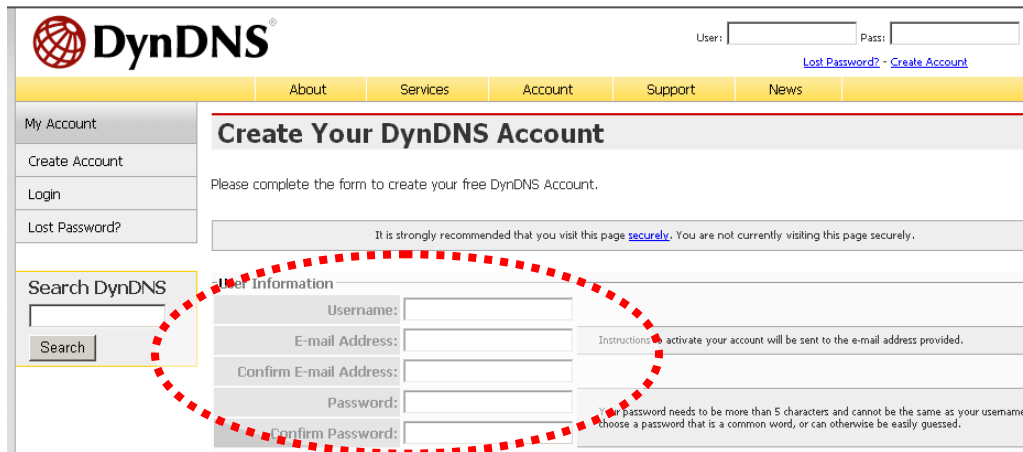 DynDNS®
User: Pass:
Lost Password? - Create Account
About Services Account Support News
My Account
Create Account
Login
Lost Password?
Search DynDNS
Search
Create Your DynDNS Account
Please complete the form to create your free DynDNS Account.
It is strongly recommended that you visit this page securely. You are not currently visiting this page securely.
User Information
Username:
E-mail Address:
Instructions to activate your account will be sent to the e-mail address provided.
Confirm E-mail Address:
Password:
Your password needs to be more than 5 characters and cannot be the same as your username
choose a password that is a common word, or can otherwise be easily guessed.
Confirm Password: